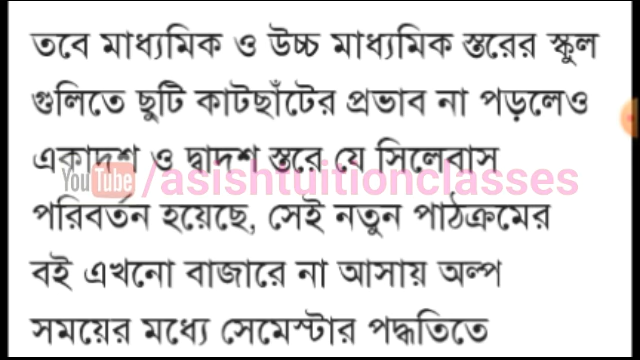 তবে মাধ্যমিক ও উচ্চ মাধ্যমিক স্তরের স্কুল
গুলিতে ছুটি কাটছাঁটের প্রভাব না পড়লেও
একাদশ ও দ্বাদশ স্তরে যে সিলেবাস
YouTube/asishtuitionclasses
পরিবর্তন হয়েছে, সেই নতুন পাঠক্রমের
বই এখনো বাজারে না আসায় অল্প
সময়ের মধ্যে সেমেস্টার পদ্ধতিতে